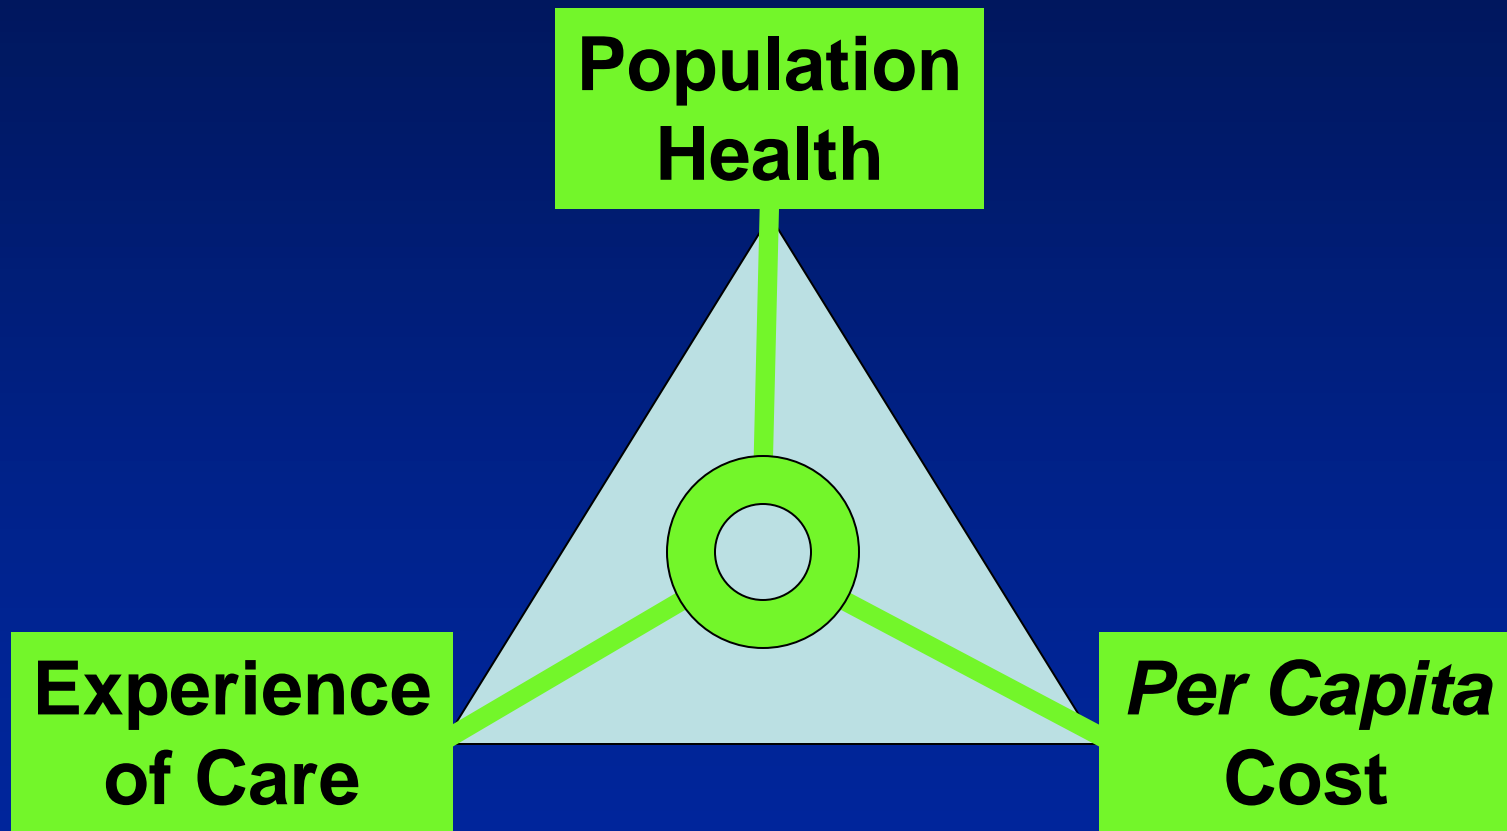 Population
Health
Experience
of Care
Per Capita
Cost